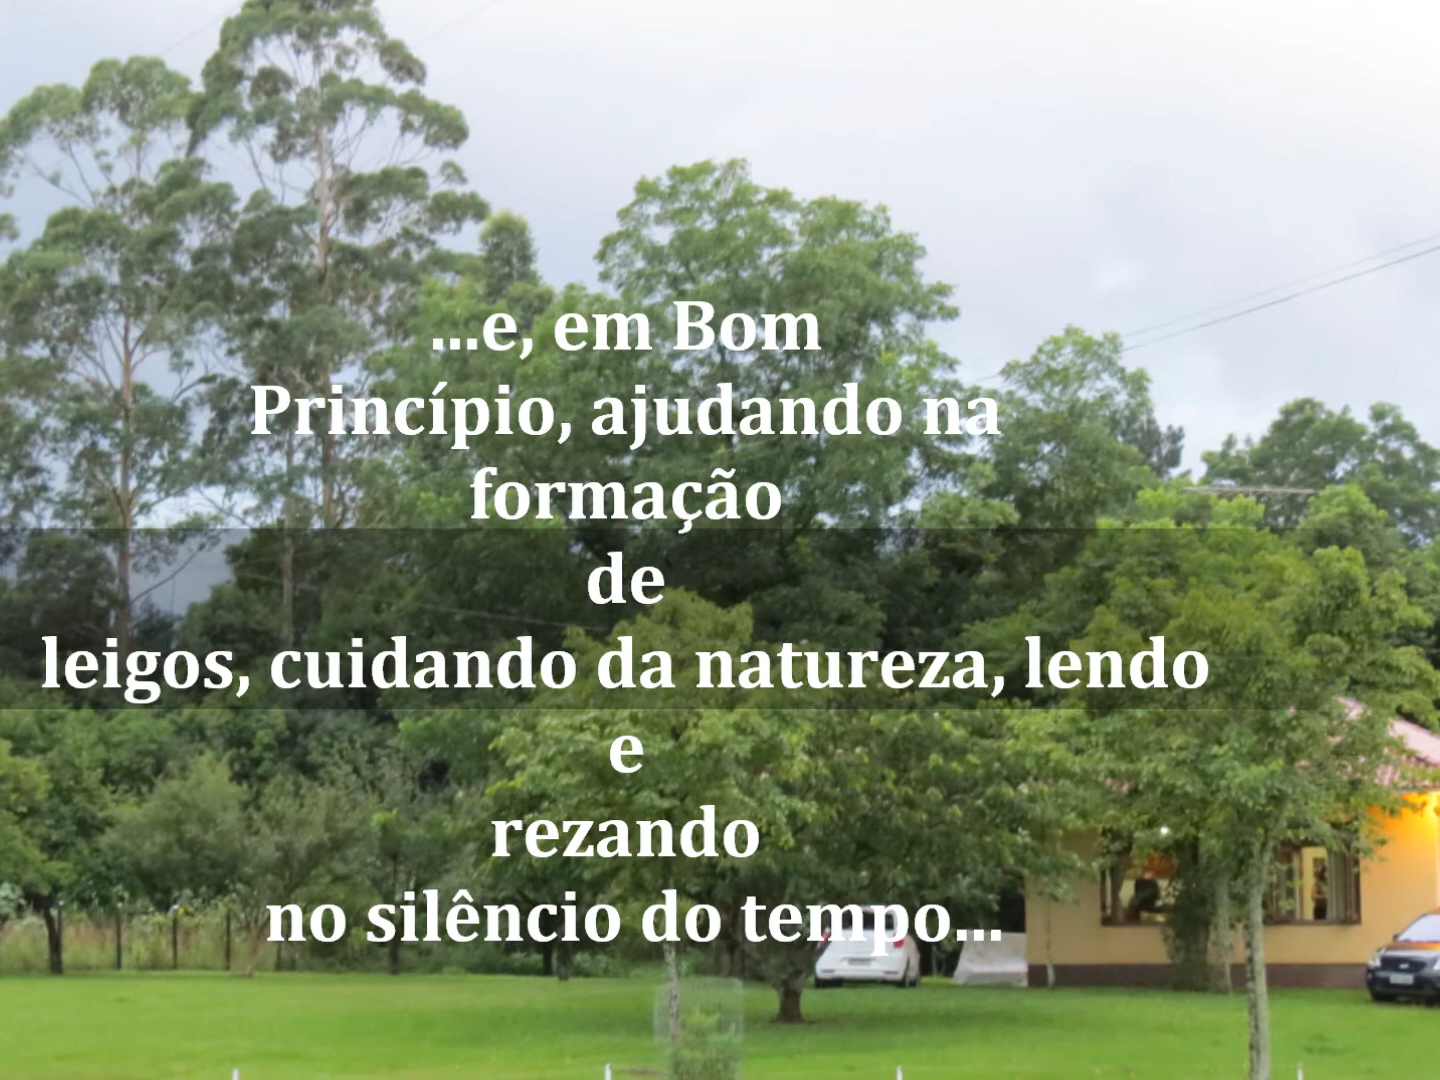 ...e, em Bom
Princípio, ajudando na
formação
de
leigos, cuidando da natureza, lendo
e
rezando
no silêncio do tempo...